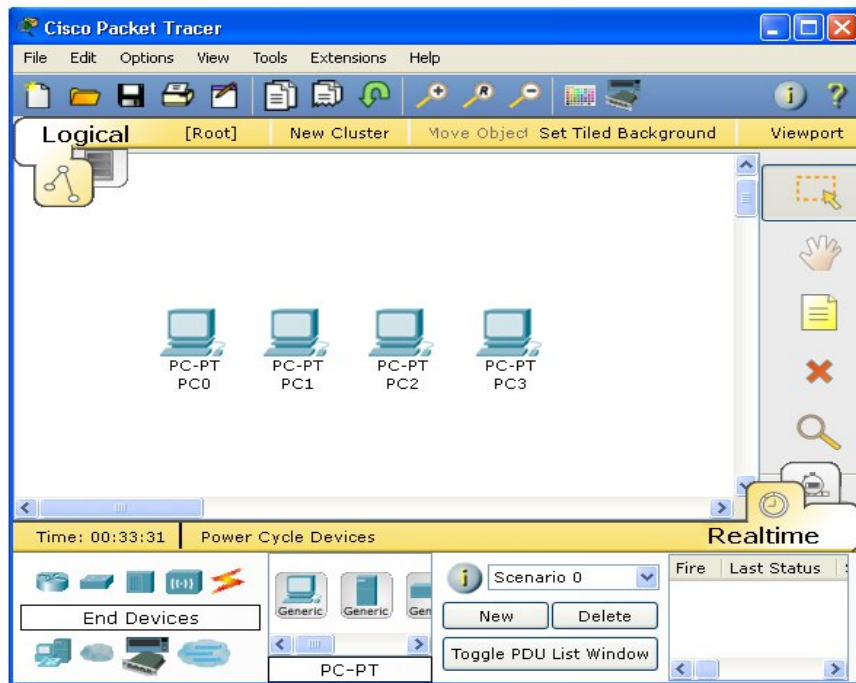 Cisco Packet Tracer
File Edit Options View Tools Extensions Help
Logical [Root] New Cluster Move Object Set Tiled Background Viewport
PC-PT PC-PT PC-PT PC-PT
PC0 PC1 PC2 PC3
Time: 00:33:31 Power Cycle Devices Realtime
End Devices
Generic Generic Gen
PC-PT
i Scenario 0
New Delete
Toggle PDU List Window
Fire Last Status